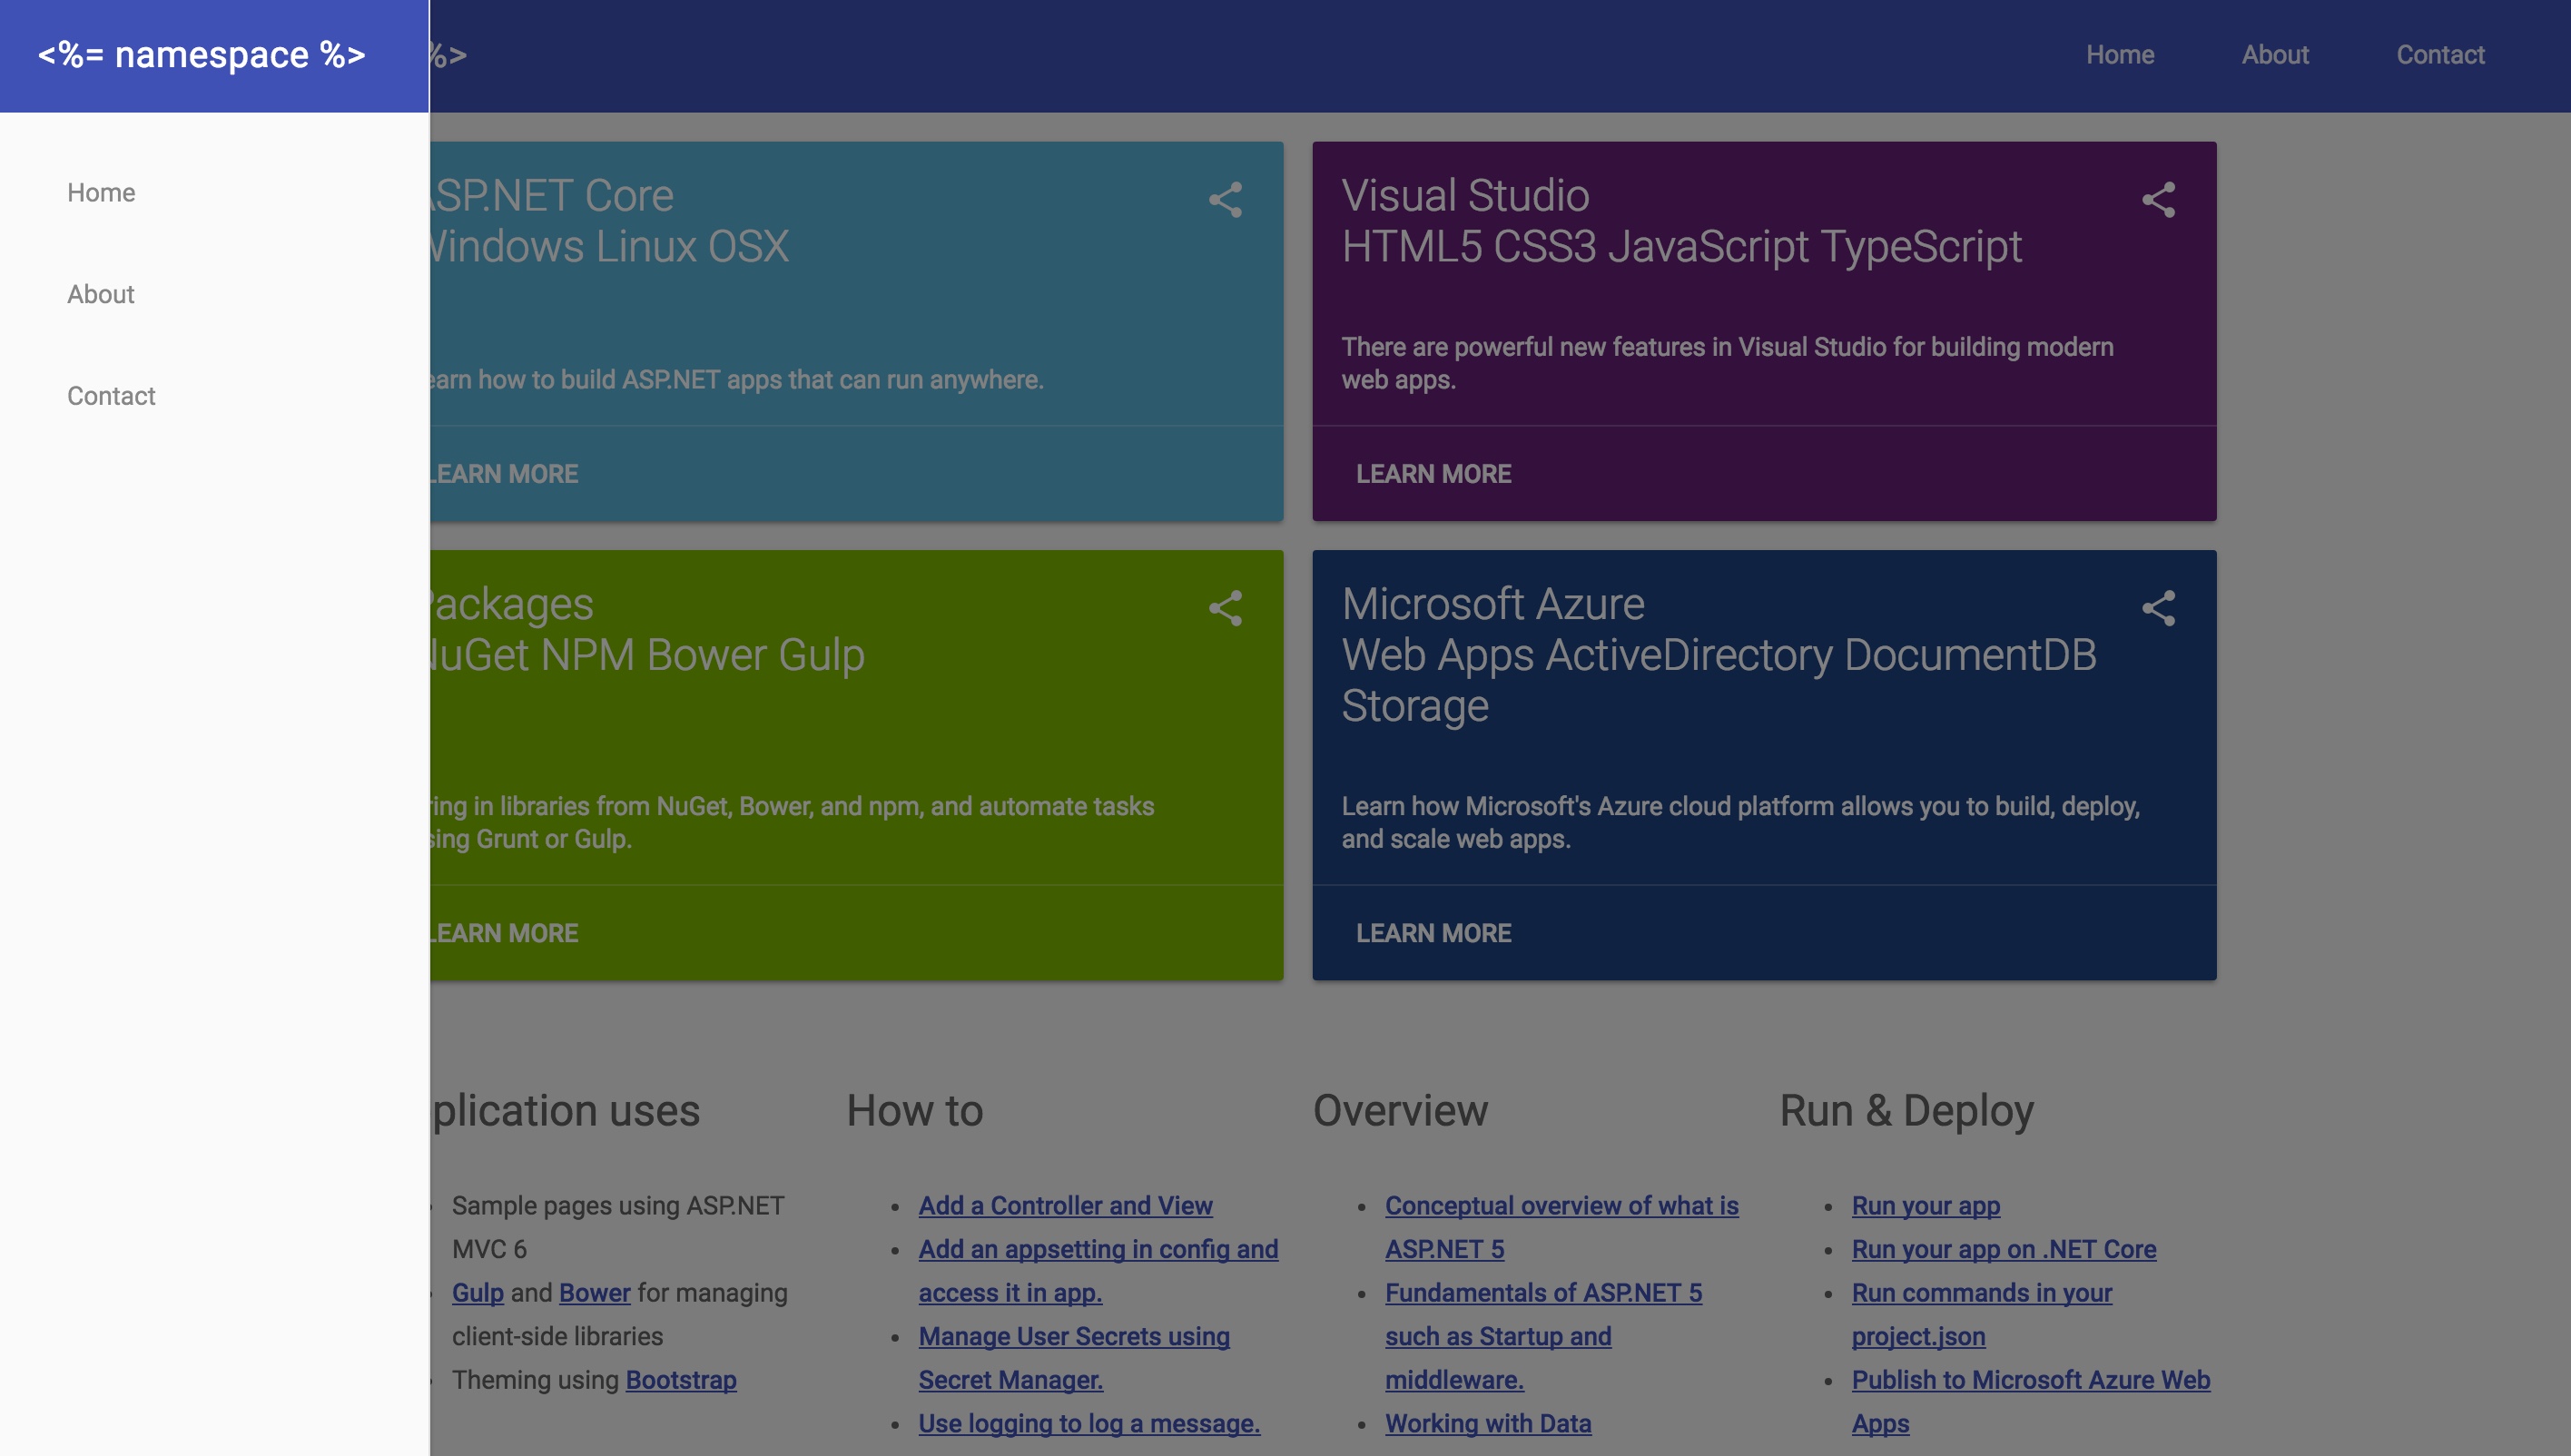 <%= namespace %>
%>
Home
About
Contact
Home
About
Contact
SP.NET Core
Windows Linux OSX
earn how to build ASP.NET apps that can run anywhere.
LEARN MORE
Visual Studio
HTML5 CSS3 JavaScript TypeScript
There are powerful new features in Visual Studio for building modern
web apps.
LEARN MORE
Packages
NuGet NPM Bower Gulp
ring in libraries from NuGet, Bower, and npm, and automate tasks
sing Grunt or Gulp.
LEARN MORE
Microsoft Azure
Web Apps ActiveDirectory DocumentDB
Storage
Learn how Microsoft's Azure cloud platform allows you to build, deploy,
and scale web apps.
LEARN MORE
plication uses
Sample pages using ASP.NET
MVC 6
Gulp and Bower for managing
client-side libraries
Theming using Bootstrap
How to
Add a Controller and View
Add an appsetting in config and
access it in app.
Manage User Secrets using
Secret Manager.
Use logging to log a message.
Overview
Conceptual overview of what is
ASP.NET 5
Fundamentals of ASP.NET 5
such as Startup and
middleware.
Working with Data
Run & Deploy
Run your app
Run your app on .NET Core
Run commands in your
project.json
Publish to Microsoft Azure Web
Apps